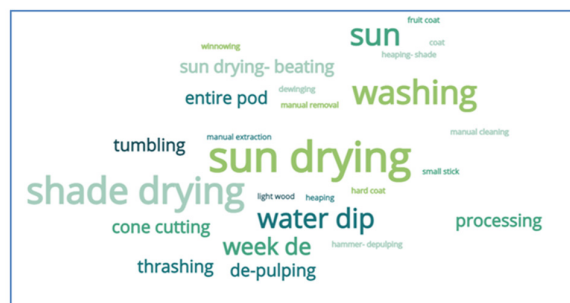 fruit coat
sun
coat
winnowing
heaping- shade
sun drying- beating
dewinging
washing
entire pod
manual removal
manual cleaning
tumbling
manual extraction
sun drying
small stick
shade drying
light wood
heaping
hard coat
water dip
processing
cone cutting
week de
hammer- depulping
thrashing
de-pulping